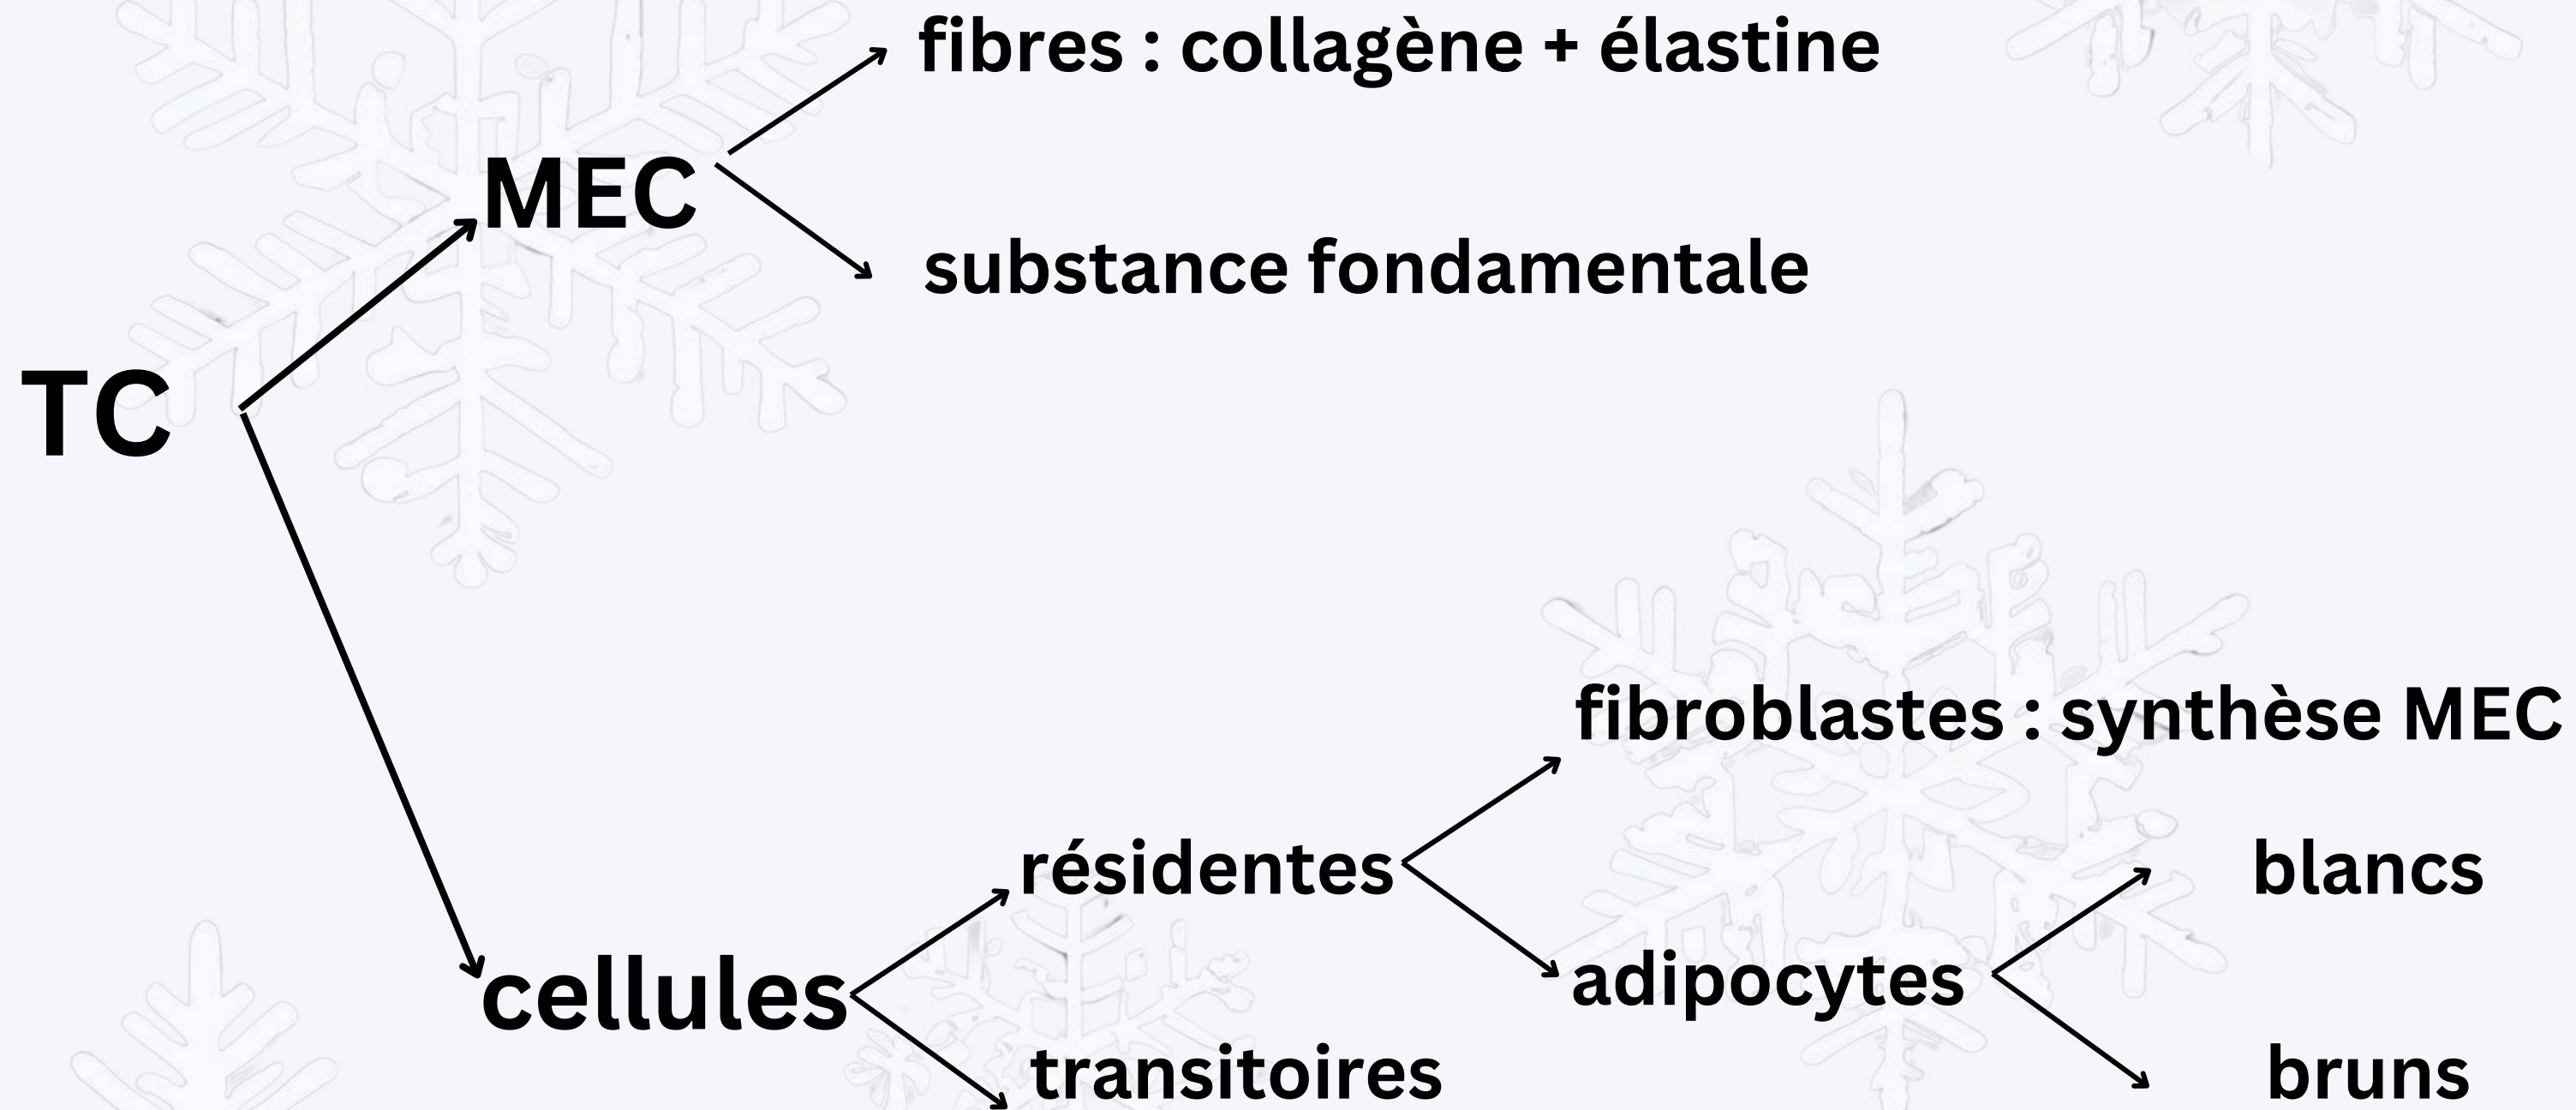 fibres : collagène + élastine
MEC
substance fondamentale
TC
fibroblastes : synthèse MEC
résidentes
blancs
adipocytes
cellules
transitoires
bruns